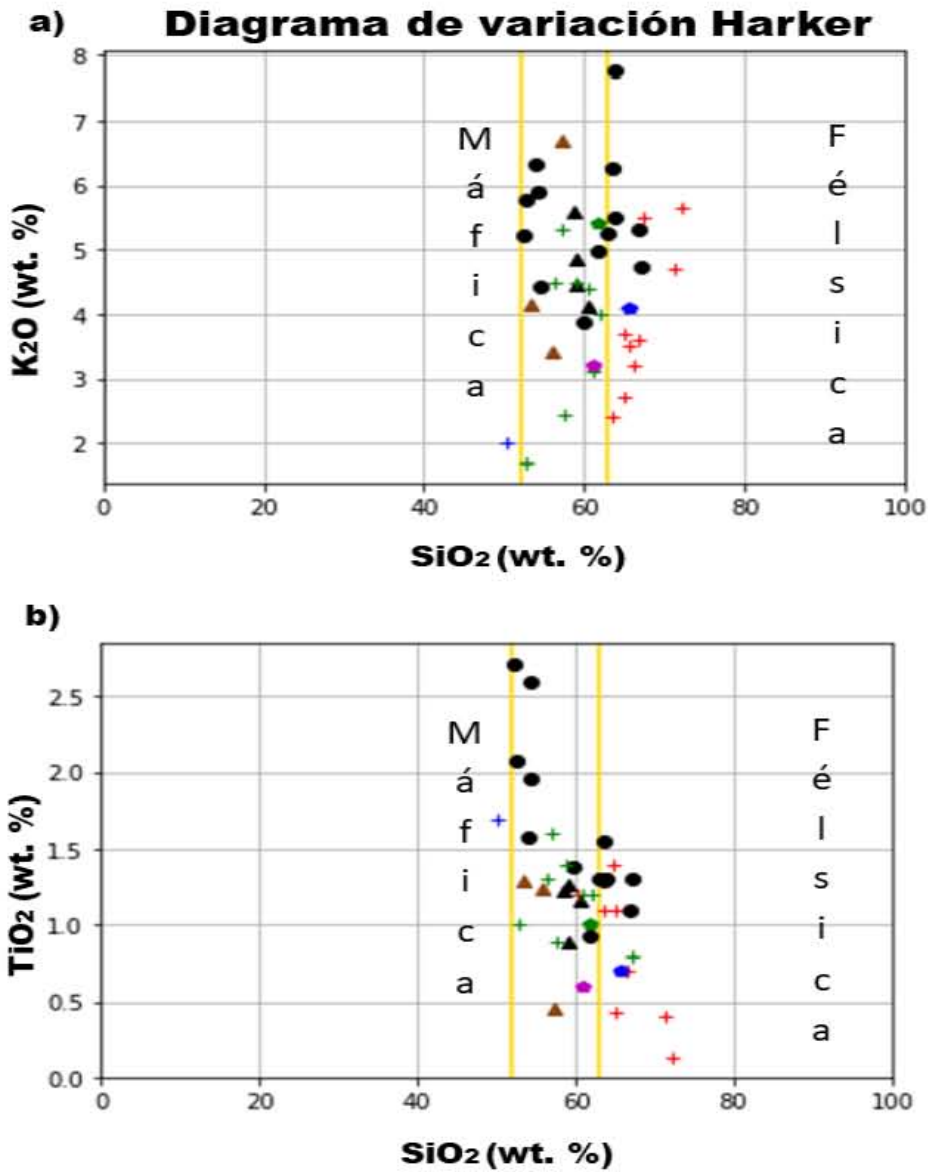 a) Diagrama de variación Harker
8
7
6
5
4
3
2
K2O (wt. %)
M
á
f
i
c
a
F
é
l
s
i
c
a
0 20 40 60 80 100
SiO2 (wt. %)
b)
2.5
2.0
1.5
1.0
0.5
0.0
TiO2 (wt. %)
M
á
f
i
c
a
F
é
l
s
i
c
a
0 20 40 60 80 100
SiO2 (wt. %)